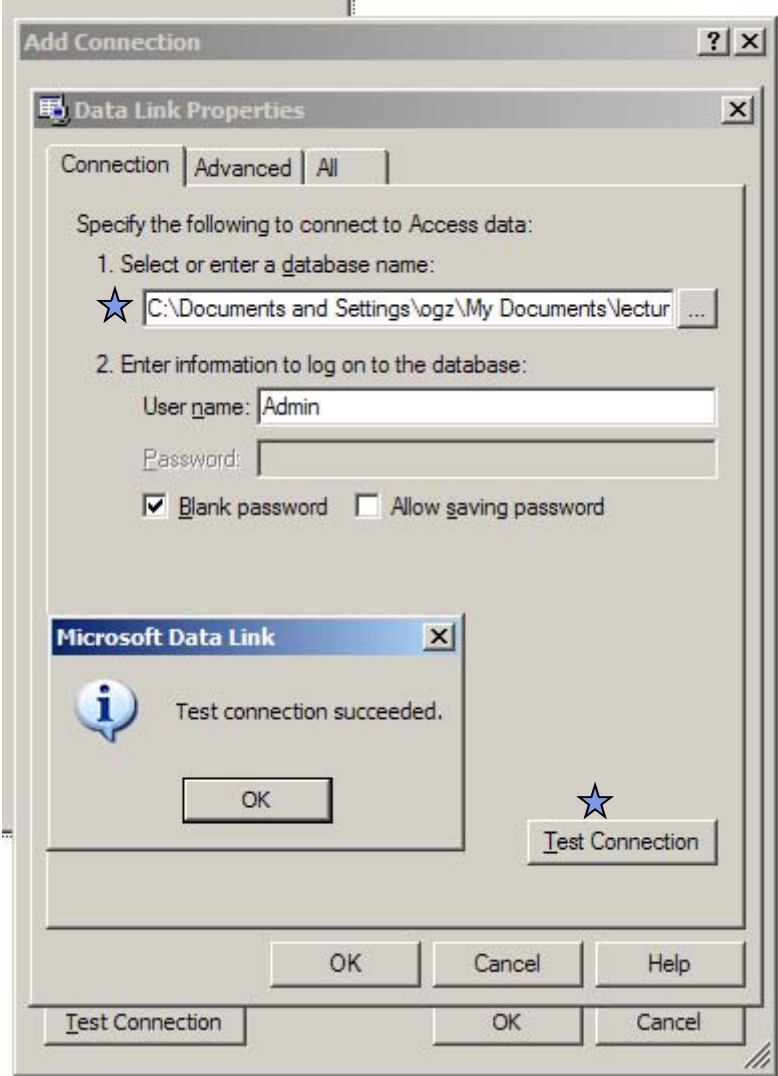 Add Connection
Data Link Properties
Connection Advanced All
Specify the following to connect to Access data:
1. Select or enter a database name:
C:\Documents and Settings\ogz\My Documents\lectur ...
2. Enter information to log on to the database:
User name: Admin
Password:
Blank password Allow saving password
Microsoft Data Link
Test connection succeeded.
OK
Test Connection
OK Cancel Help
Test Connection OK Cancel